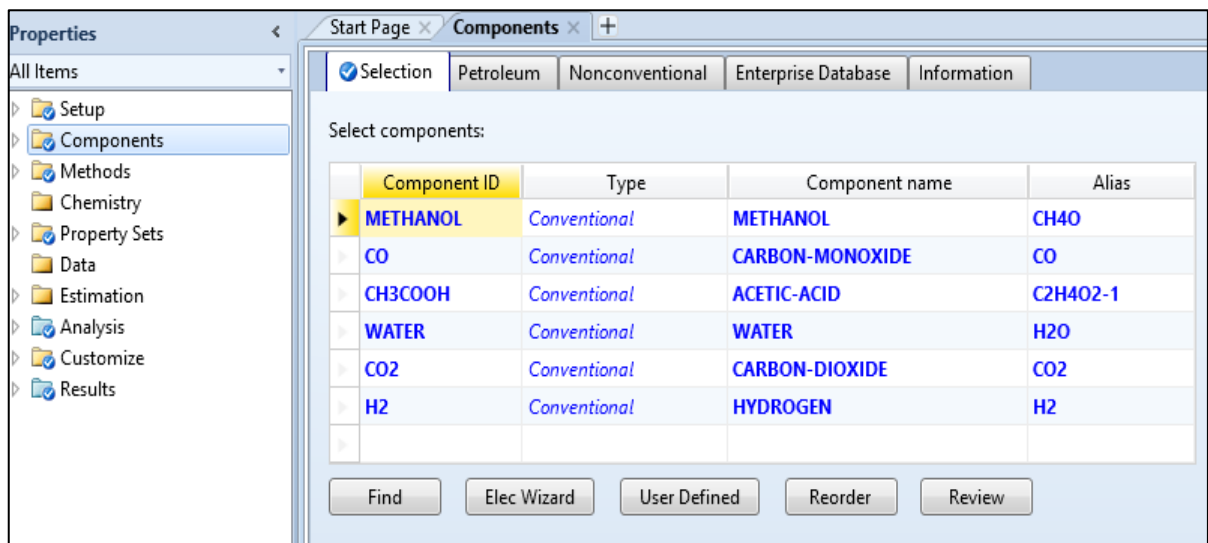 Properties
All Items
Setup
Components
Methods
Chemistry
Property Sets
Data
Estimation
Analysis
Customize
Results
Start Page Components
Selection Petroleum Nonconventional Enterprise Database Information
Select components:
Component ID Type Component name Alias
METHANOL Conventional METHANOL CH4O
CO Conventional CARBON-MONOXIDE CO
CH3COOH Conventional ACETIC-ACID C2H4O2-1
WATER Conventional WATER H2O
CO2 Conventional CARBON-DIOXIDE CO2
H2 Conventional HYDROGEN H2
Find Elec Wizard User Defined Reorder Review